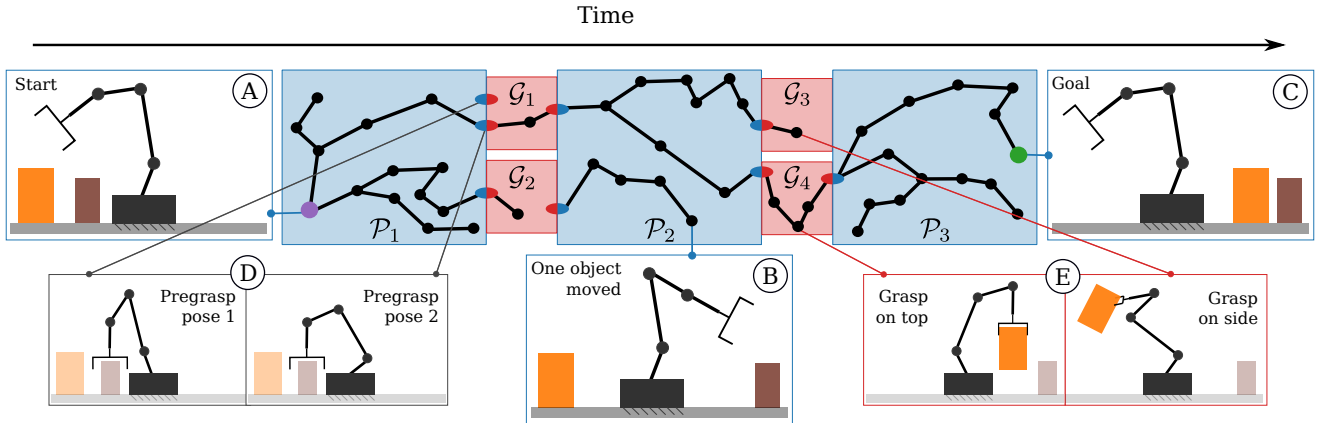 Time
Start
A
𝒢1
𝒢3
Goal
C
𝒢2
𝒢4
𝒫1
𝒫2
𝒫3
D
Pregrasp
pose 1
Pregrasp
pose 2
One object
moved
B
E
Grasp
on top
Grasp
on side